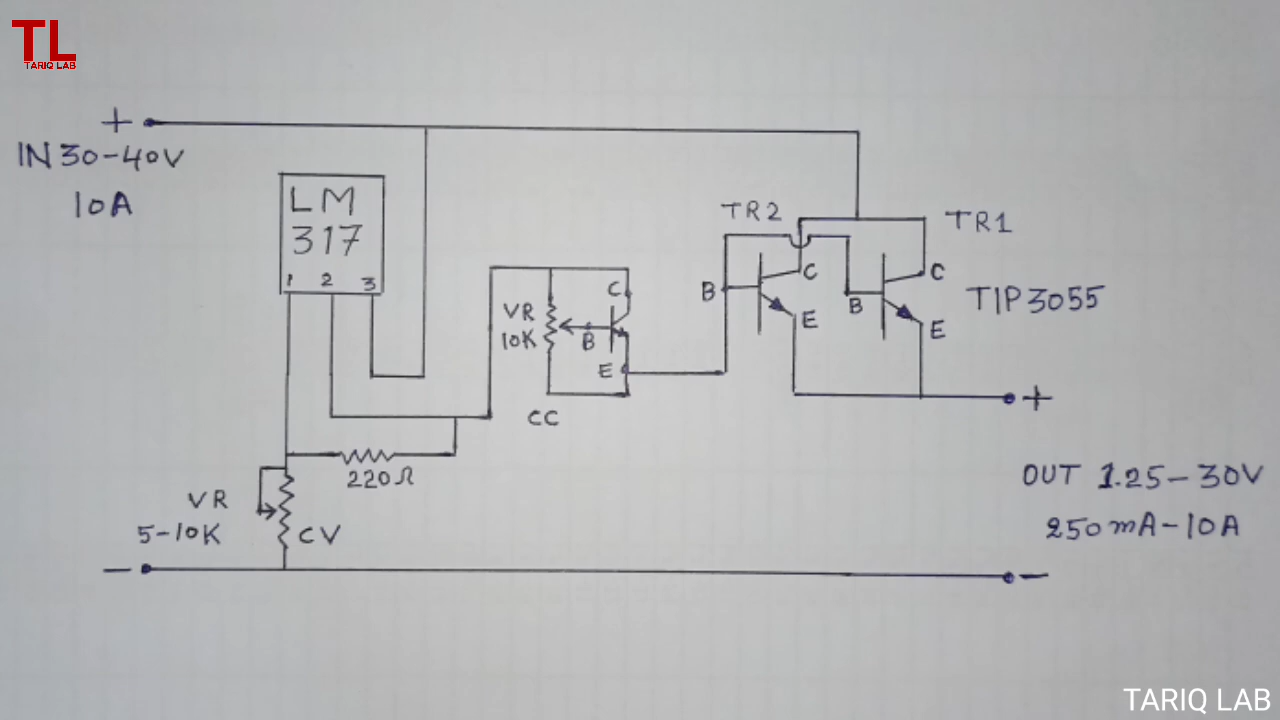 TL
TARIQ LAB
+
IN 30-40V
10A
LM
317
1 2 3
TR2
TR1
TIP3055
B
C
E
B
C
E
VR
10K
C
B
E
CC
+
220Ω
VR
5-10K
CV
OUT 1.25-30V
250mA-10A
−
−
TARIQ LAB